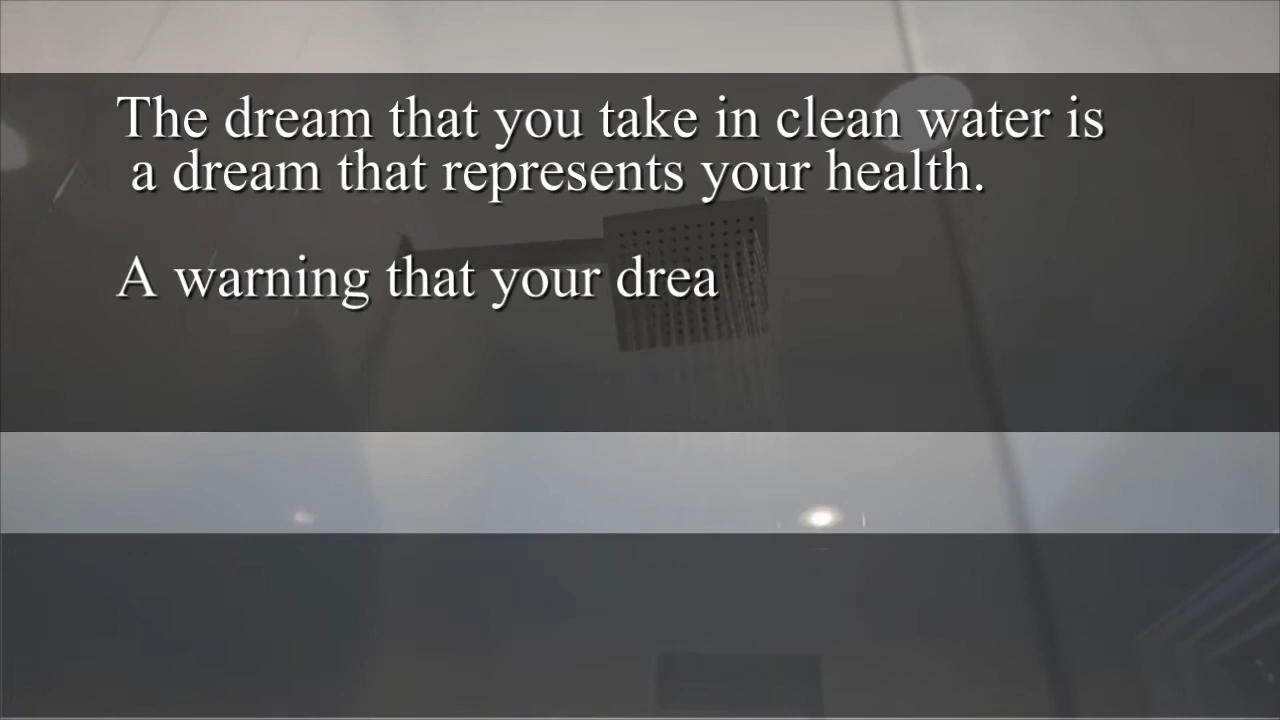 The dream that you take in clean water is
a dream that represents your health.
A warning that your drea